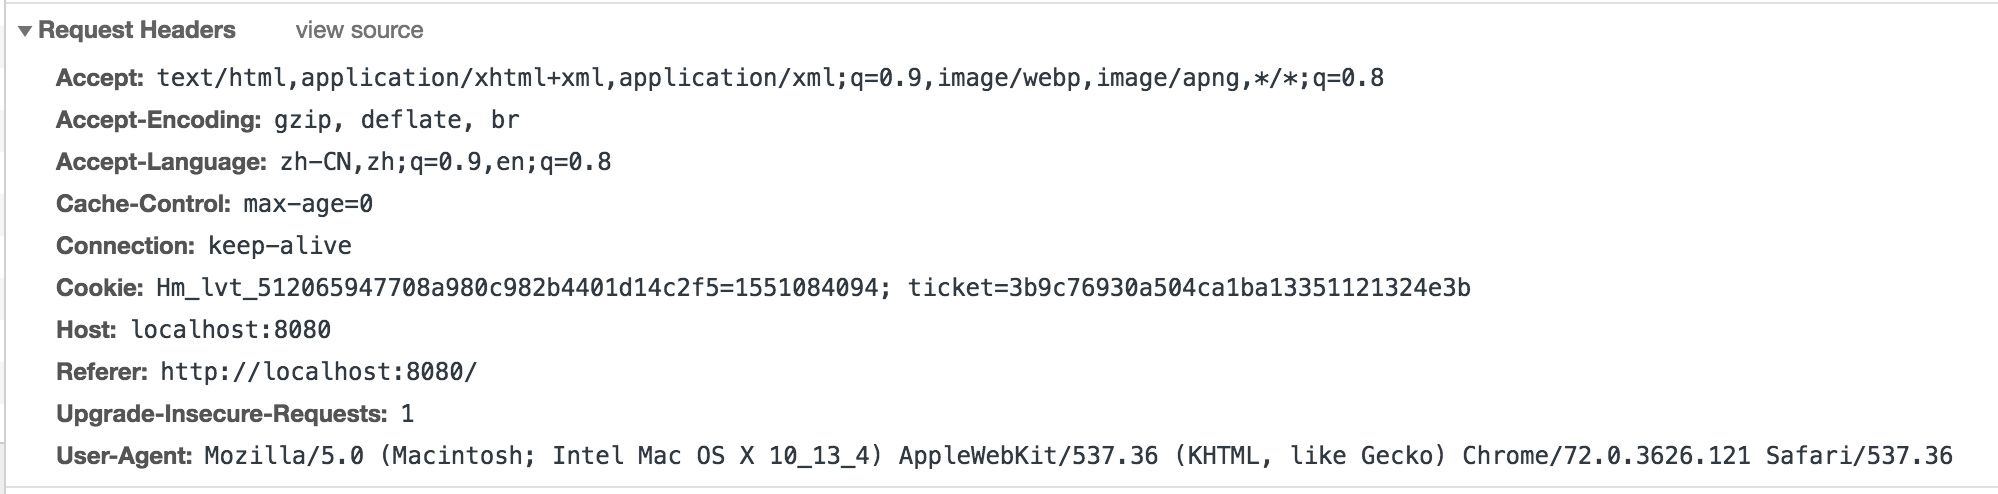 Request Headers view source
Accept: text/html,application/xhtml+xml,application/xml;q=0.9,image/webp,image/apng,*/*;q=0.8
Accept-Encoding: gzip, deflate, br
Accept-Language: zh-CN,zh;q=0.9,en;q=0.8
Cache-Control: max-age=0
Connection: keep-alive
Cookie: Hm_lvt_512065947708a980c982b4401d14c2f5=1551084094; ticket=3b9c76930a504ca1ba13351121324e3b
Host: localhost:8080
Referer: http://localhost:8080/
Upgrade-Insecure-Requests: 1
User-Agent: Mozilla/5.0 (Macintosh; Intel Mac OS X 10_13_4) AppleWebKit/537.36 (KHTML, like Gecko) Chrome/72.0.3626.121 Safari/537.36